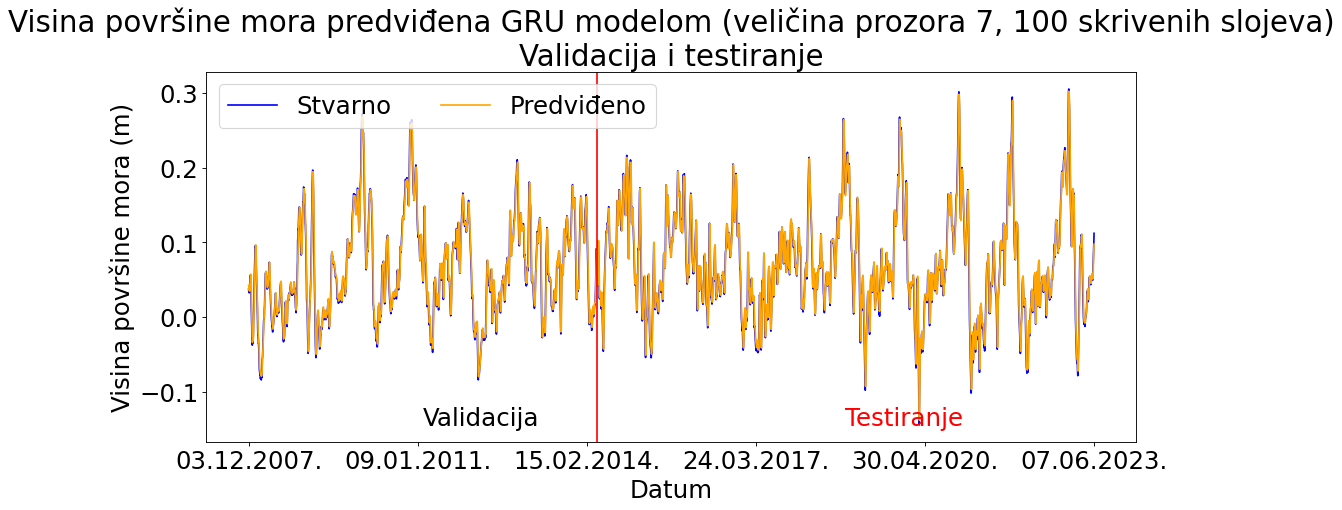 Visina površine mora predviđena GRU modelom (veličina prozora 7, 100 skrivenih slojeva)
Validacija i testiranje
Stvarno
Predviđeno
Visina površine mora (m)
0.3
0.2
0.1
0.0
−0.1
Validacija
Testiranje
03.12.2007.
09.01.2011.
15.02.2014.
24.03.2017.
30.04.2020.
07.06.2023.
Datum